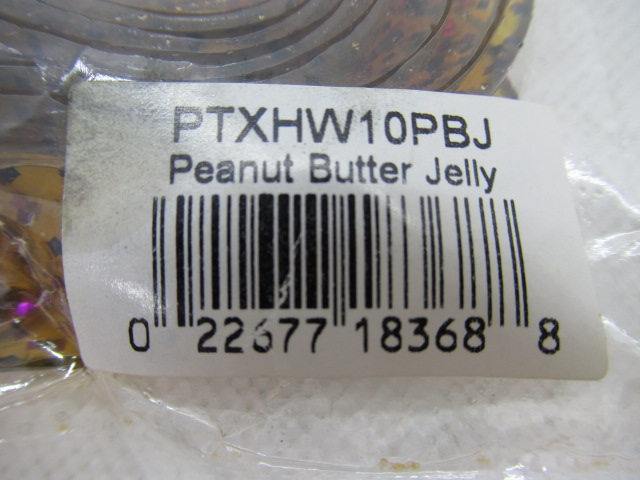 PTXHW10PBJ
Peanut Butter Jelly
0 22677 18368 8